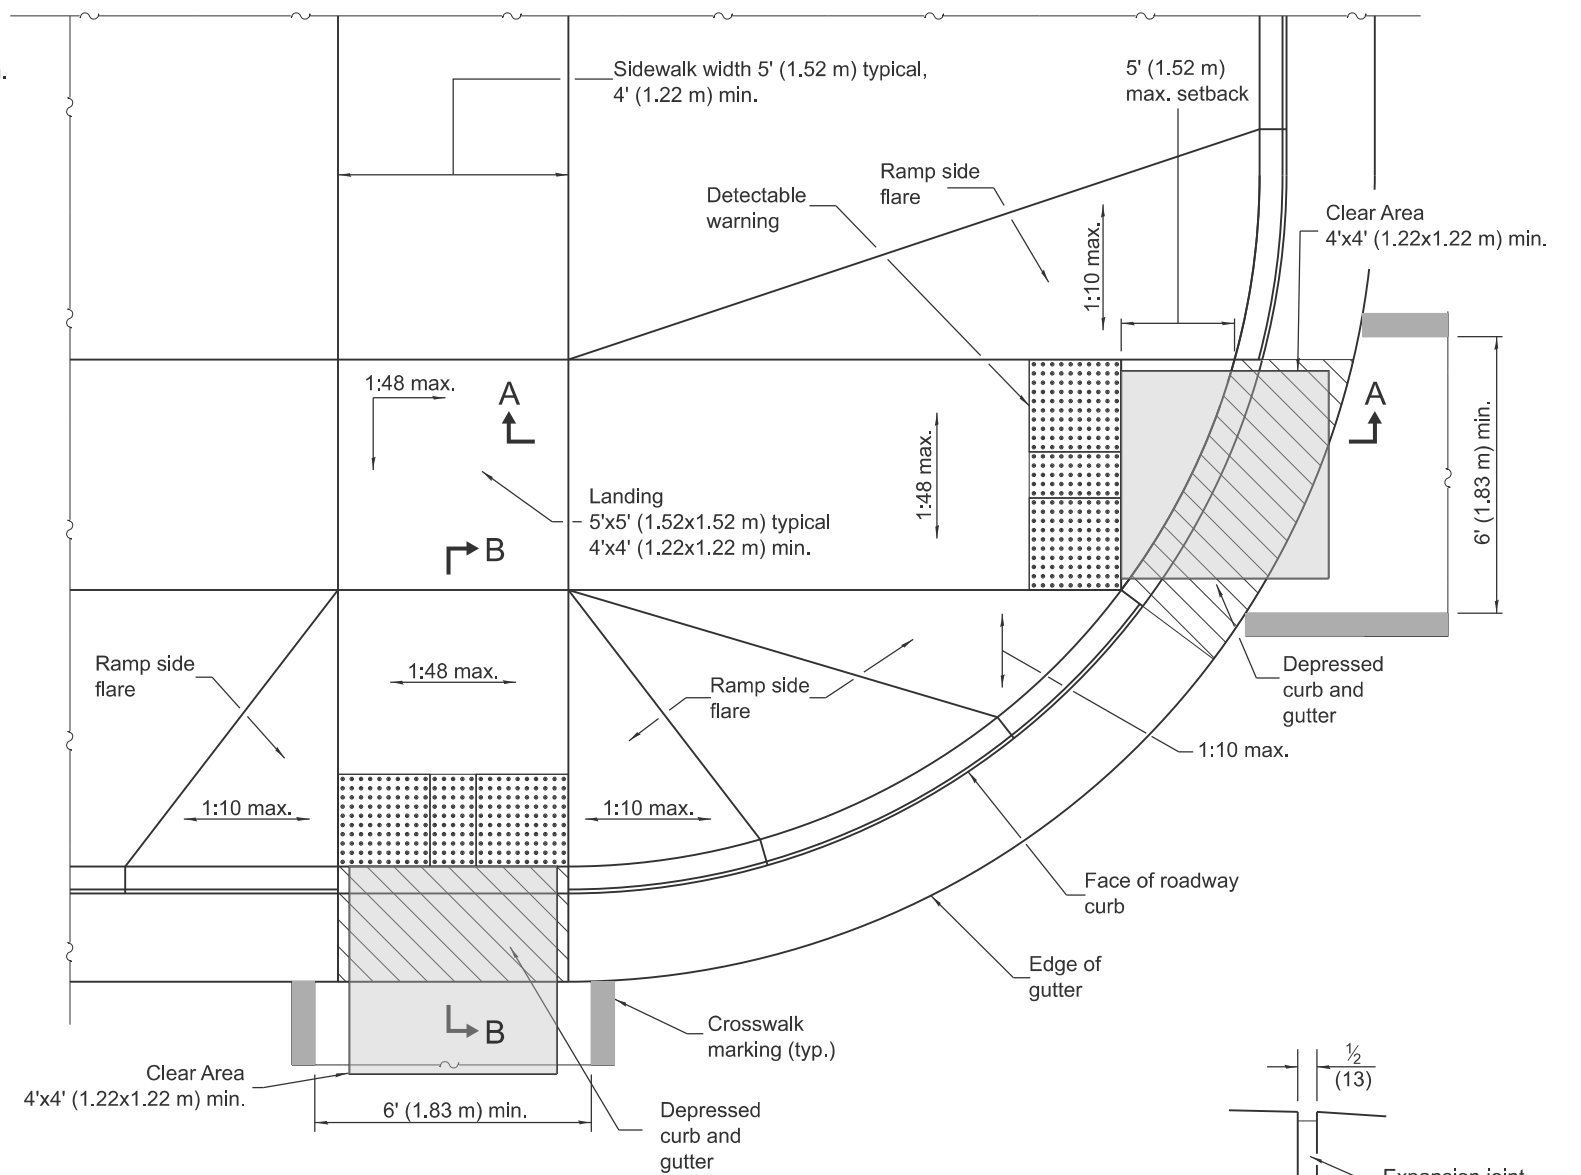 Sidewalk width 5' (1.52 m) typical,
4' (1.22 m) min.
5' (1.52 m)
max. setback
Ramp side
flare
Detectable
warning
Clear Area
4'x4' (1.22x1.22 m) min.
1:10 max.
1:48 max.
A
A
1:48 max.
6' (1.83 m) min.
Landing
5'x5' (1.52x1.52 m) typical
4'x4' (1.22x1.22 m) min.
B
Ramp side
flare
1:48 max.
Ramp side
flare
Depressed
curb and
gutter
1:10 max.
1:10 max.
1:10 max.
Face of roadway
curb
Edge of
gutter
B
Crosswalk
marking (typ.)
Clear Area
4'x4' (1.22x1.22 m) min.
6' (1.83 m) min.
Depressed
curb and
gutter
½
(13)
Expansion joint